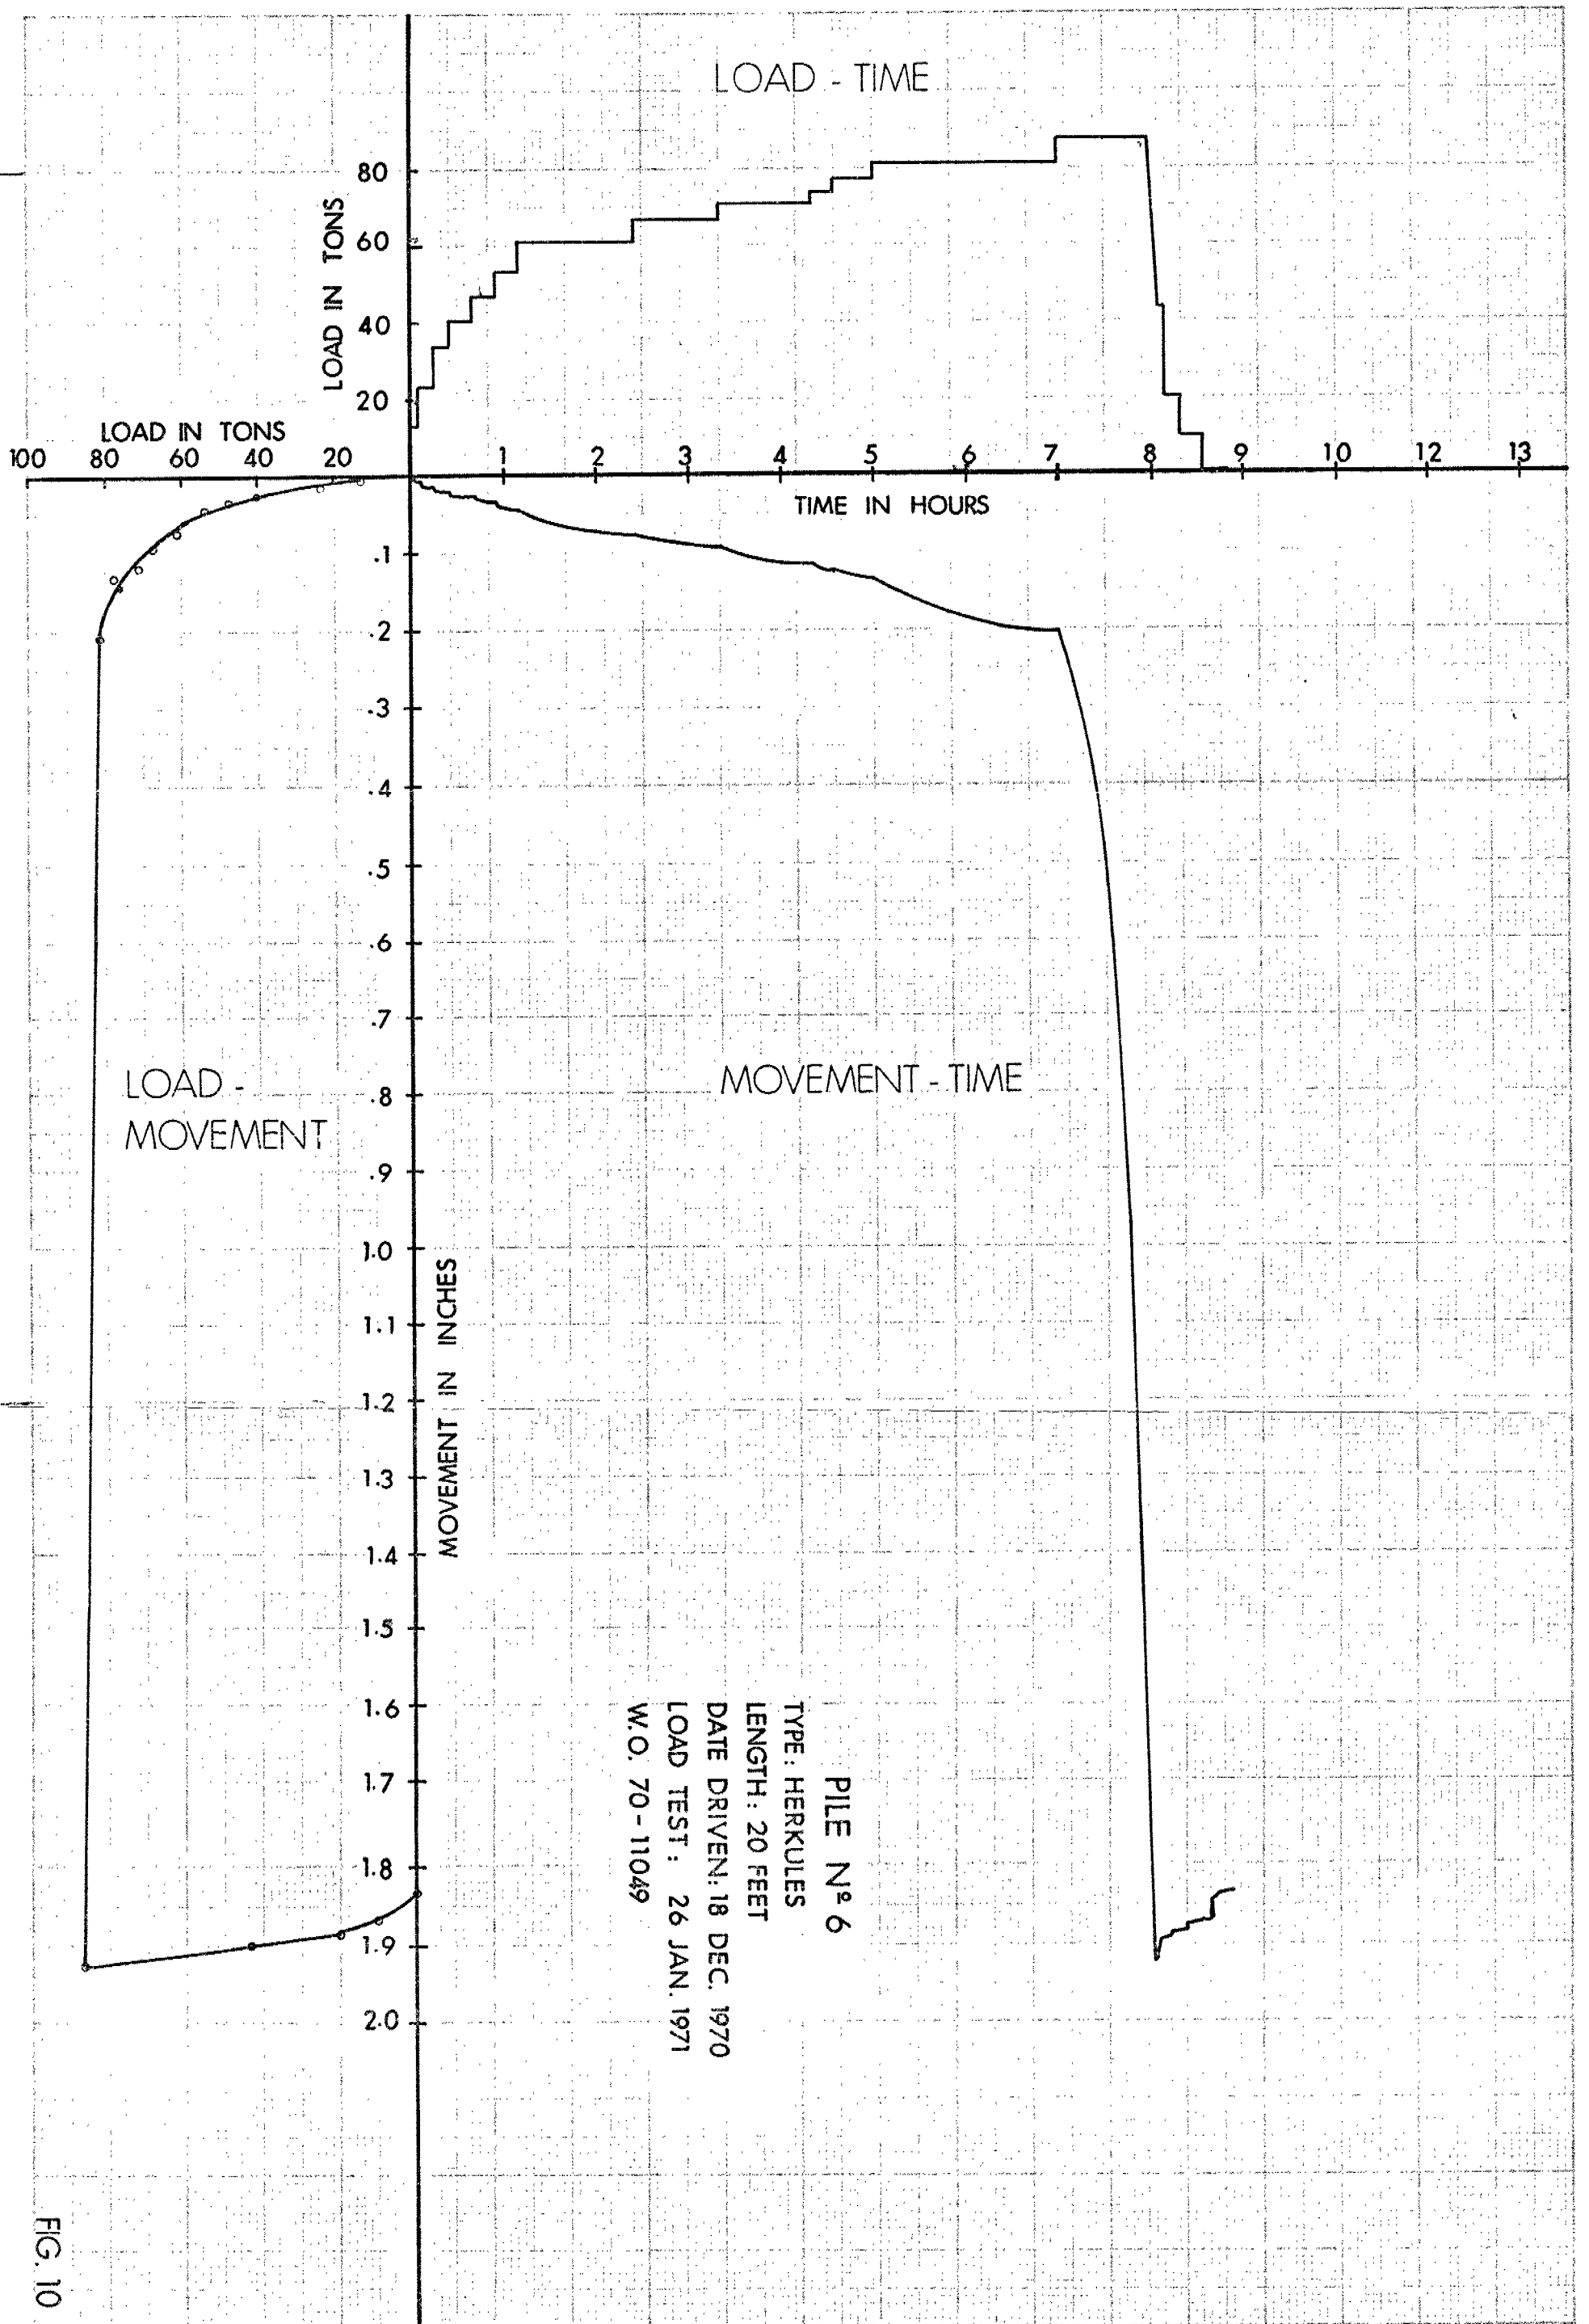 LOAD - TIME
80
60
40
20
LOAD IN TONS
LOAD IN TONS
100 80 60 40 20
1 2 3 4 5 6 7 8 9 10 11 12 13
TIME IN HOURS
.1
.2
.3
.4
.5
.6
.7
.8
.9
1.0
1.1
1.2
1.3
1.4
1.5
1.6
1.7
1.8
1.9
2.0
MOVEMENT IN INCHES
LOAD -
MOVEMENT
MOVEMENT - TIME
PILE Nº 6
TYPE: HERKULES
LENGTH: 20 FEET
DATE DRIVEN: 18 DEC. 1970
LOAD TEST: 26 JAN. 1971
W.O. 70-11049
FIG. 10